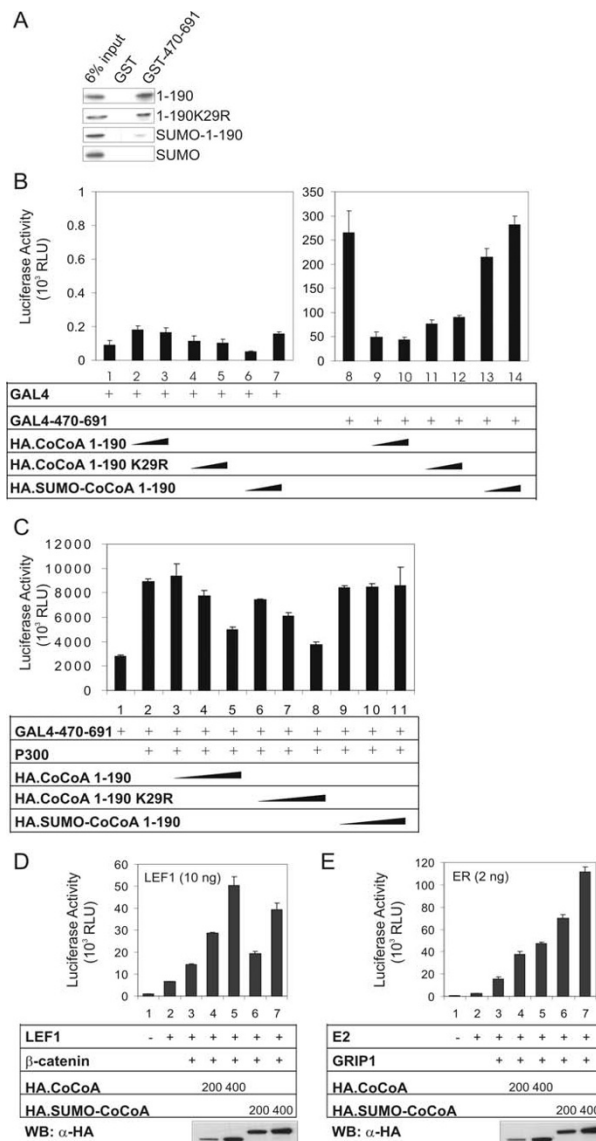 A
6% input GST GST-470-691
1-190
1-190K29R
SUMO-1-190
SUMO
B
Luciferase Activity (10³ RLU)
1
0.8
0.6
0.4
0.2
0
350
300
250
200
150
100
50
0
1 2 3 4 5 6 7 8 9 10 11 12 13 14
GAL4 + + + + + + +
GAL4-470-691 + + + + + + +
HA.CoCoA 1-190
HA.CoCoA 1-190 K29R
HA.SUMO-CoCoA 1-190
C
Luciferase Activity (10³ RLU)
12000
10000
8000
6000
4000
2000
0
1 2 3 4 5 6 7 8 9 10 11
GAL4-470-691 + + + + + + + + + + +
P300 + + + + + + + + + +
HA.CoCoA 1-190
HA.CoCoA 1-190 K29R
HA.SUMO-CoCoA 1-190
D
Luciferase Activity (10³ RLU)
60
50
40
30
20
10
0
LEF1 (10 ng)
1 2 3 4 5 6 7
LEF1 - + + + + + +
β-catenin + + + + +
HA.CoCoA 200 400
HA.SUMO-CoCoA 200 400
WB: α-HA
E
Luciferase Activity (10³ RLU)
120
100
80
60
40
20
0
ER (2 ng)
1 2 3 4 5 6 7
E2 - + + + + + +
GRIP1 + + + + +
HA.CoCoA 200 400
HA.SUMO-CoCoA 200 400
WB: α-HA